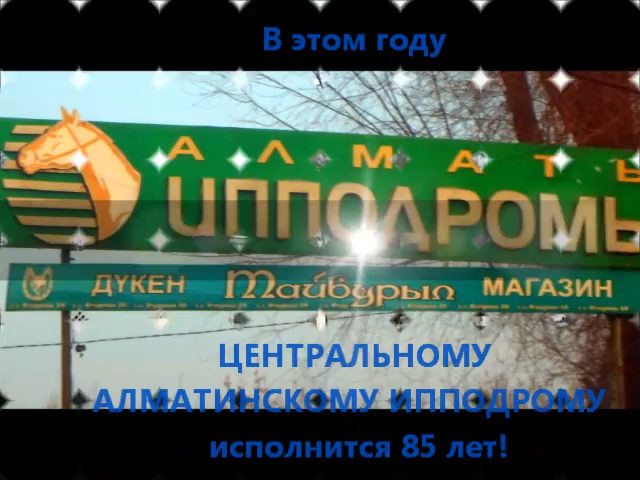 В этом году
АЛМАТЫ
ИППОДРОМЫ
ДҮКЕН Тайбурыл МАГАЗИН
ЦЕНТРАЛЬНОМУ
АЛМАТИНСКОМУ ИППОДРОМУ
исполнится 85 лет!